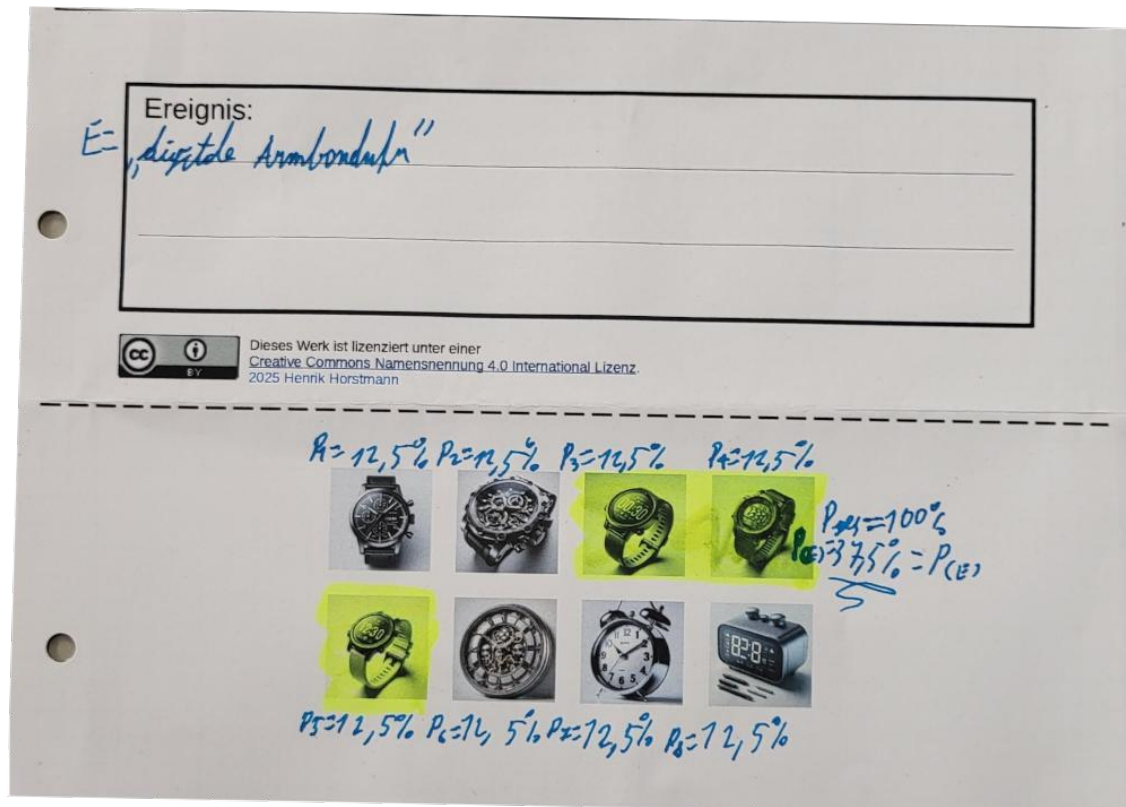 Ereignis:
E= „digitale Armbanduhr"
cc BY
Dieses Werk ist lizenziert unter einer
Creative Commons Namensnennung 4.0 International Lizenz.
2025 Henrik Horstmann
P1= 12,5% P2=12,5% P3=12,5% P4=12,5%
=100%
P(E)=37,5% = P(E)
P5=12,5% P6=12,5% P7=12,5% P8=12,5%